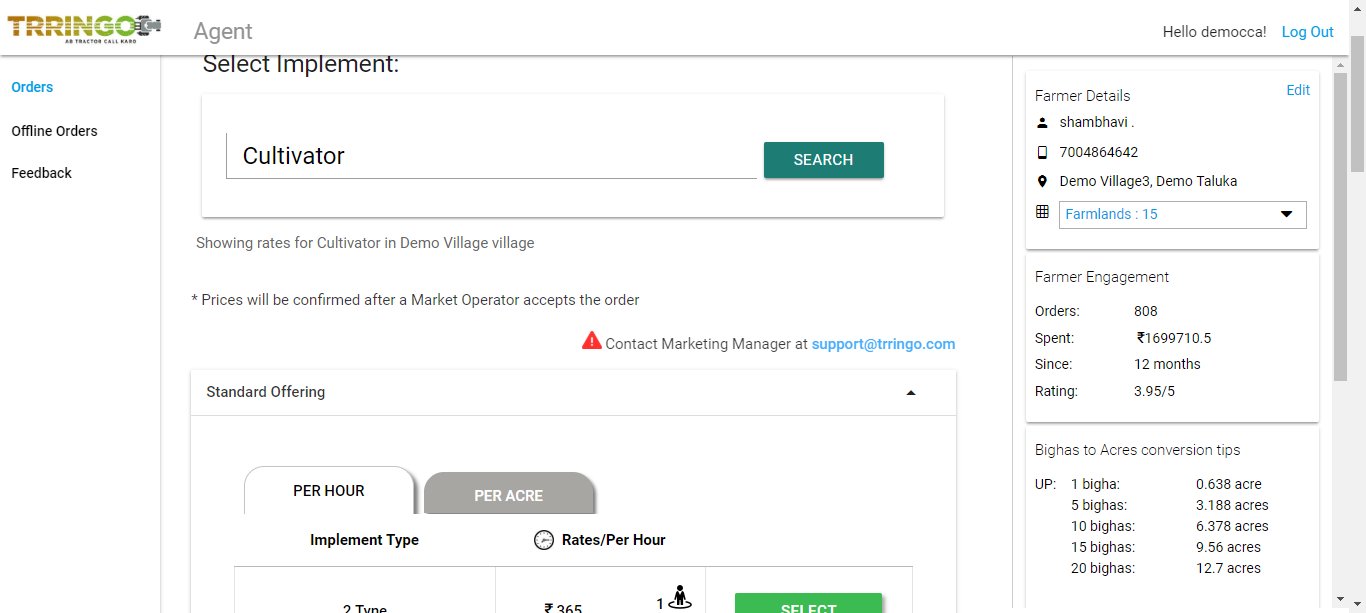 TRRINGO
AB TRACTOR CALL KARO
Agent
Hello democca!
Log Out
Orders
Offline Orders
Feedback
Select Implement:
Cultivator
SEARCH
Showing rates for Cultivator in Demo Village village
* Prices will be confirmed after a Market Operator accepts the order
Contact Marketing Manager at support@trringo.com
Standard Offering
PER HOUR
PER ACRE
Implement Type
Rates/Per Hour
2 Type
₹ 365
1
SELECT
Farmer Details
Edit
shambhavi .
7004864642
Demo Village3, Demo Taluka
Farmlands : 15
Farmer Engagement
Orders: 808
Spent: ₹1699710.5
Since: 12 months
Rating: 3.95/5
Bighas to Acres conversion tips
UP: 1 bigha: 0.638 acre
5 bighas: 3.188 acres
10 bighas: 6.378 acres
15 bighas: 9.56 acres
20 bighas: 12.7 acres